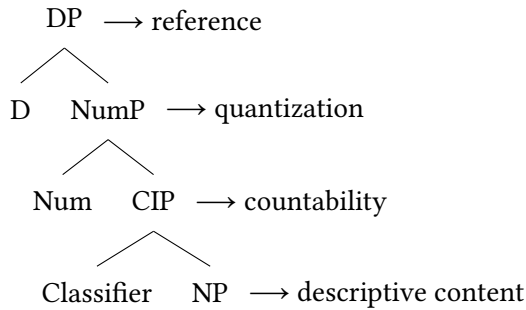 DP → reference
D NumP → quantization
Num ClP → countability
Classifier NP → descriptive content